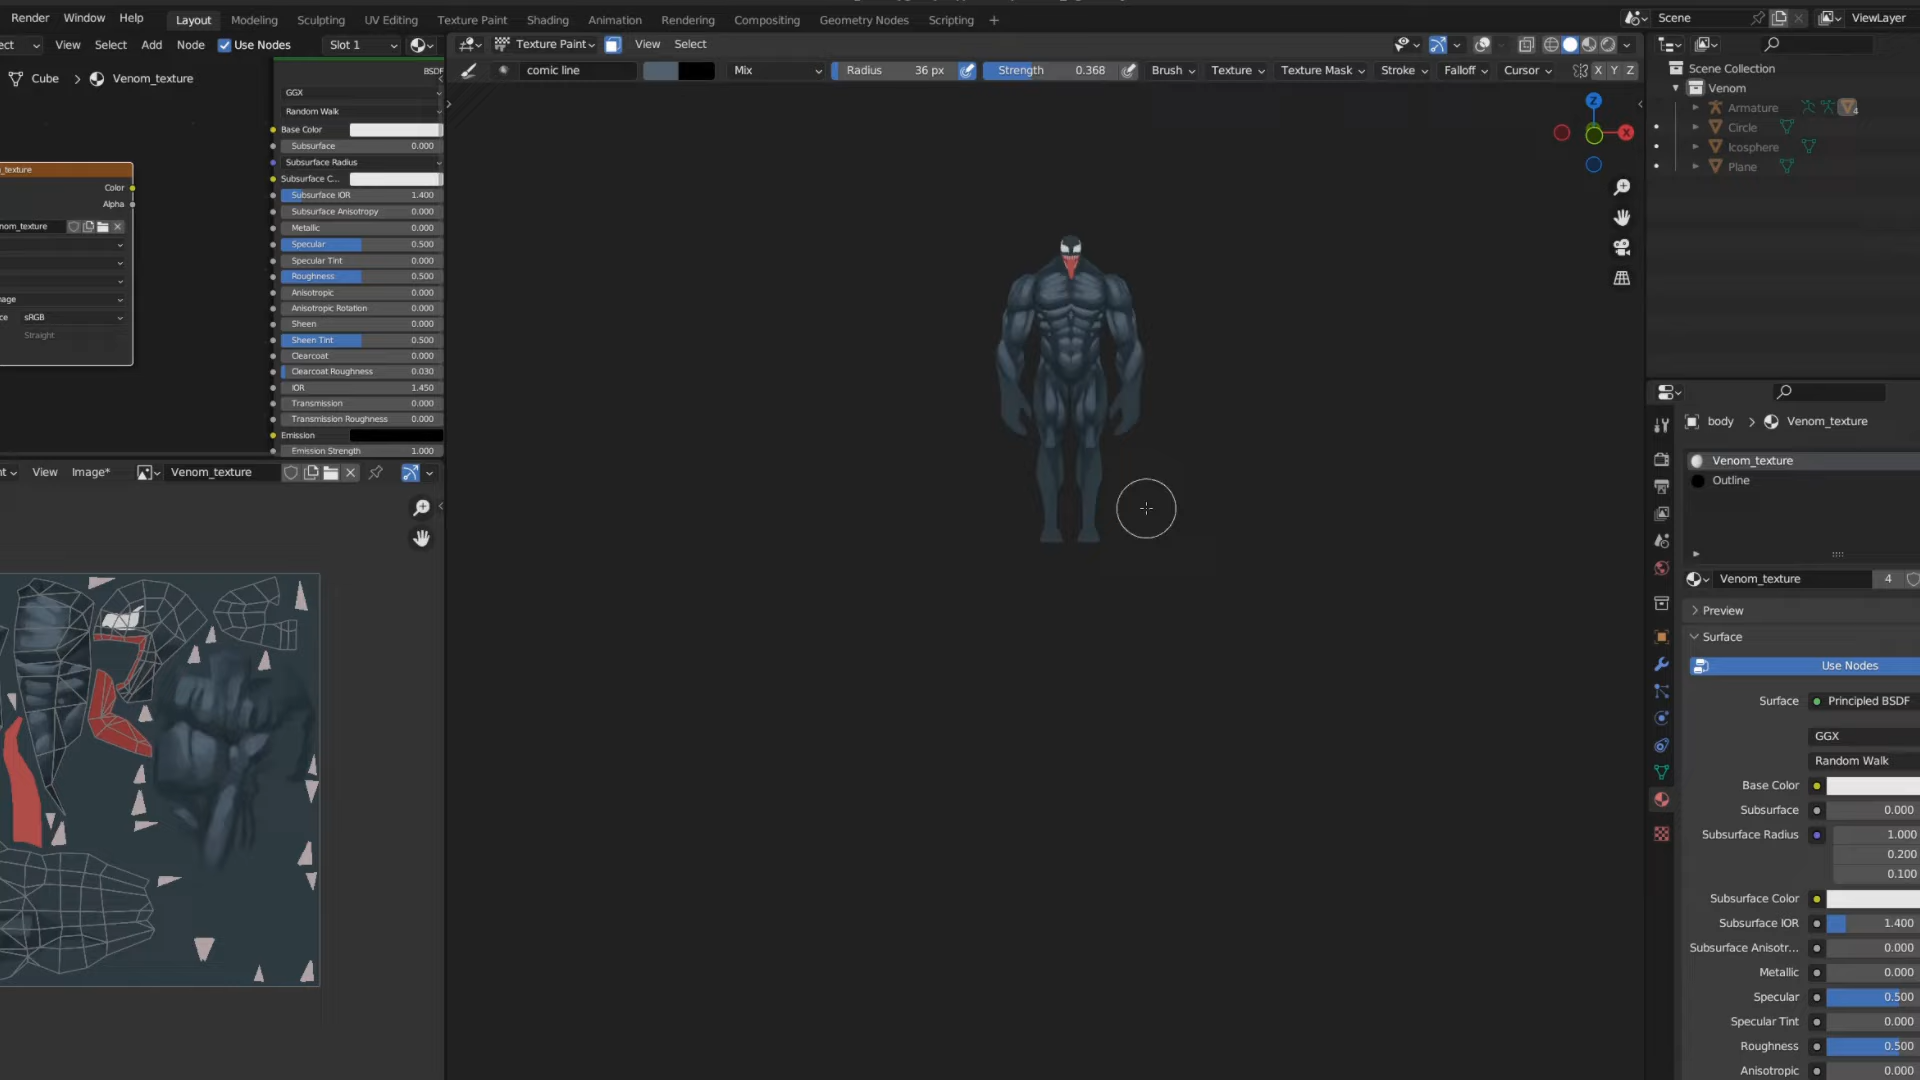 Render Window Help Layout Modeling Sculpting UV Editing Texture Paint Shading Animation Rendering Compositing Geometry Nodes Scripting + Scene ViewLayer
View Select Add Node Use Nodes Slot 1 Texture Paint View Select
comic line Mix Radius 36 px Strength 0.368 Brush Texture Texture Mask Stroke Falloff Cursor X Y Z
Cube > Venom_texture
BSDF
GGX
Random Walk
Base Color
Subsurface 0.000
Subsurface Radius
Subsurface C...
Subsurface IOR 1.400
Subsurface Anisotropy 0.000
Metallic 0.000
Specular 0.500
Specular Tint 0.000
Roughness 0.500
Anisotropic 0.000
Anisotropic Rotation 0.000
Sheen 0.000
Sheen Tint 0.500
Clearcoat 0.000
Clearcoat Roughness 0.030
IOR 1.450
Transmission 0.000
Transmission Roughness 0.000
Emission
Emission Strength 1.000
Color
Alpha
sRGB
Straight
View Image* Venom_texture
Z
X
Scene Collection
Venom
Armature 4
Circle
Icosphere
Plane
body > Venom_texture
Venom_texture
Outline
Venom_texture 4
Preview
Surface
Use Nodes
Surface Principled BSDF
GGX
Random Walk
Base Color
Subsurface 0.000
Subsurface Radius 1.000
0.200
0.100
Subsurface Color
Subsurface IOR 1.400
Subsurface Anisotr... 0.000
Metallic 0.000
Specular 0.500
Specular Tint 0.000
Roughness 0.500
Anisotropic 0.000